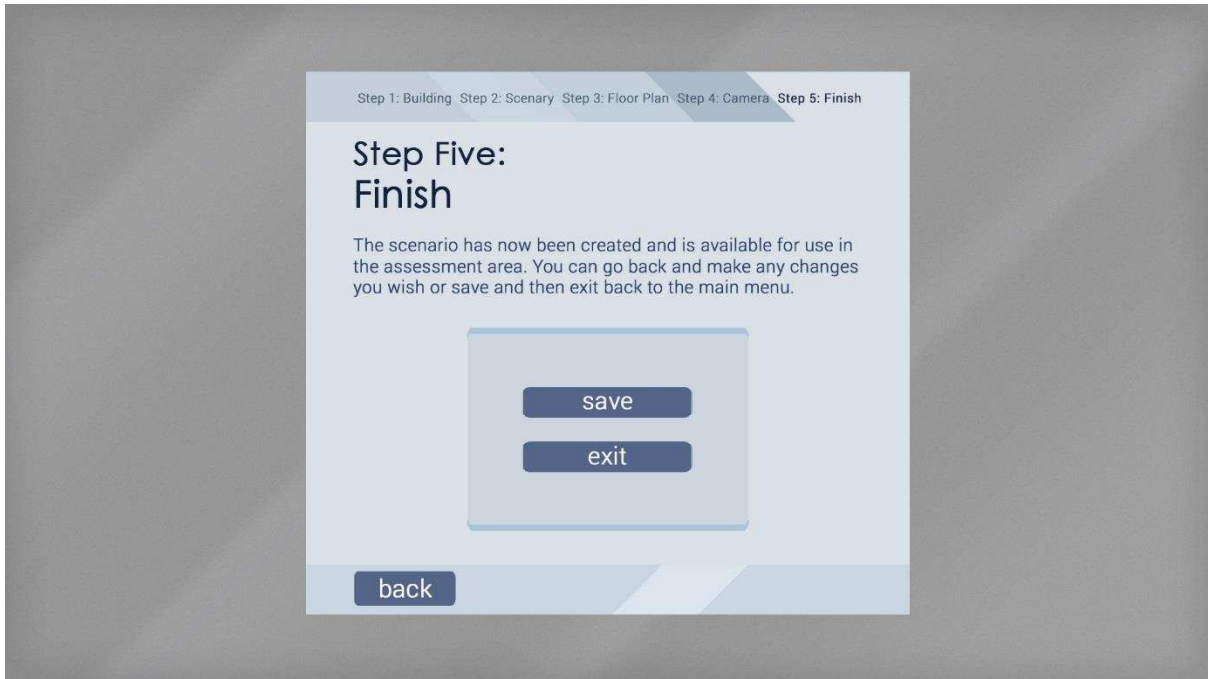 Step 1: Building Step 2: Scenary Step 3: Floor Plan Step 4: Camera Step 5: Finish
Step Five:
Finish
The scenario has now been created and is available for use in
the assessment area. You can go back and make any changes
you wish or save and then exit back to the main menu.
save
exit
back